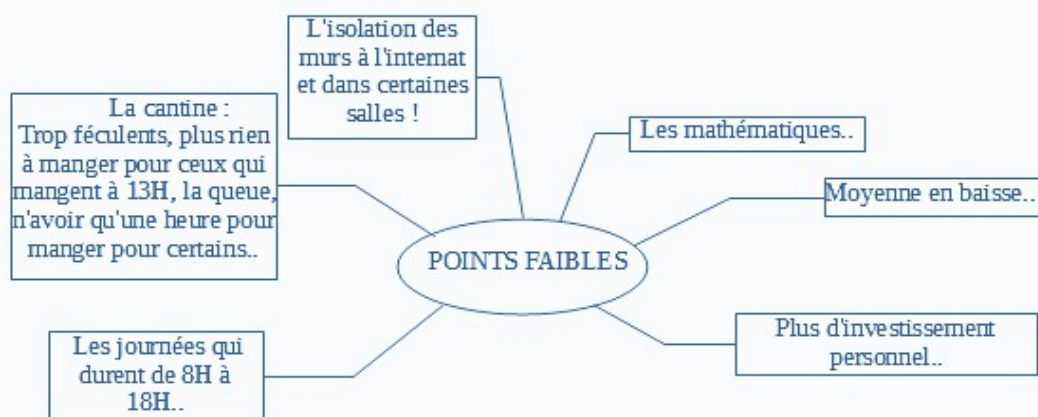 L'isolation des
murs à l'internat
et dans certaines
salles !
La cantine :
Trop féculents, plus rien
à manger pour ceux qui
mangent à 13H, la queue,
n'avoir qu'une heure pour
manger pour certains..
Les mathématiques..
Moyenne en baisse..
POINTS FAIBLES
Plus d'investissement
personnel..
Les journées qui
durent de 8H à
18H..